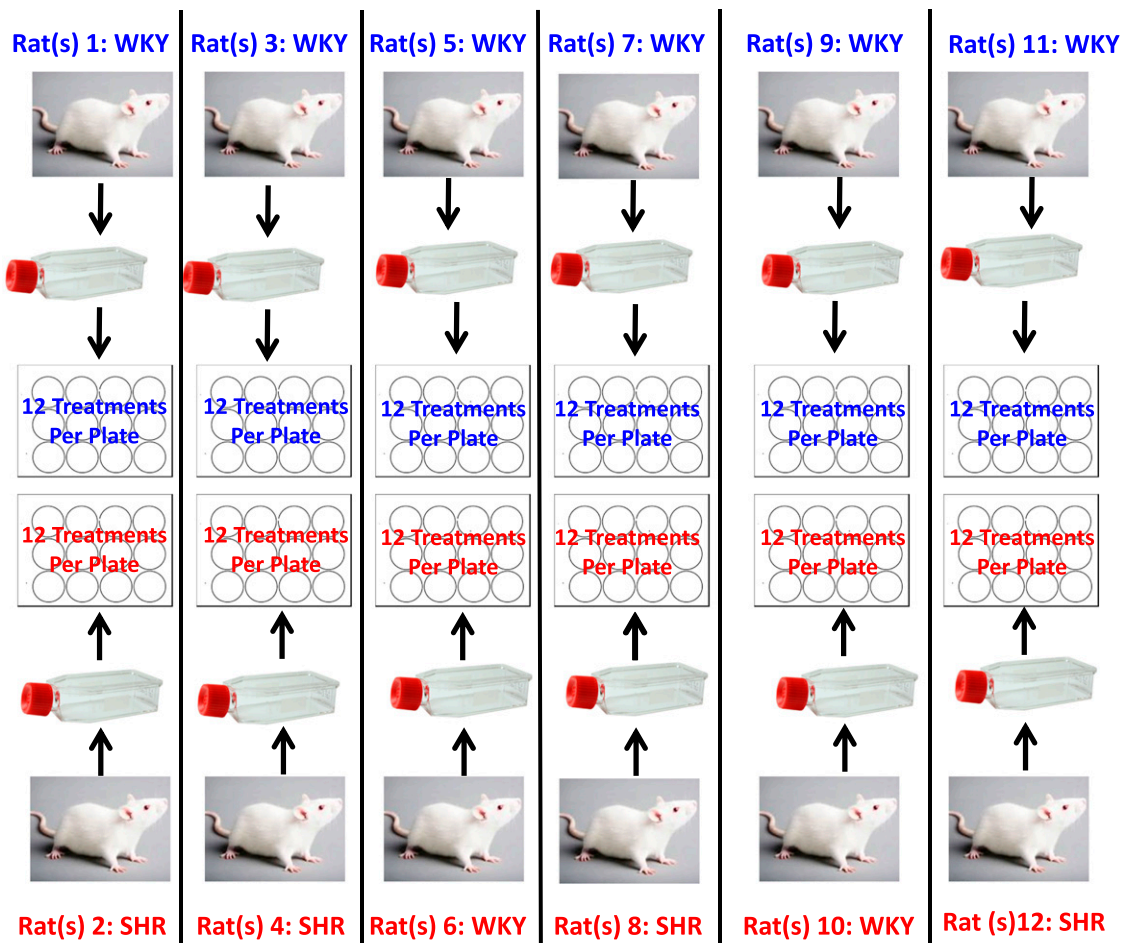 Rat(s) 1: WKY
Rat(s) 3: WKY
Rat(s) 5: WKY
Rat(s) 7: WKY
Rat(s) 9: WKY
Rat(s) 11: WKY
12 Treatments
Per Plate
12 Treatments
Per Plate
12 Treatments
Per Plate
12 Treatments
Per Plate
12 Treatments
Per Plate
12 Treatments
Per Plate
12 Treatments
Per Plate
12 Treatments
Per Plate
12 Treatments
Per Plate
12 Treatments
Per Plate
12 Treatments
Per Plate
12 Treatments
Per Plate
Rat(s) 2: SHR
Rat(s) 4: SHR
Rat(s) 6: WKY
Rat(s) 8: SHR
Rat(s) 10: WKY
Rat (s)12: SHR